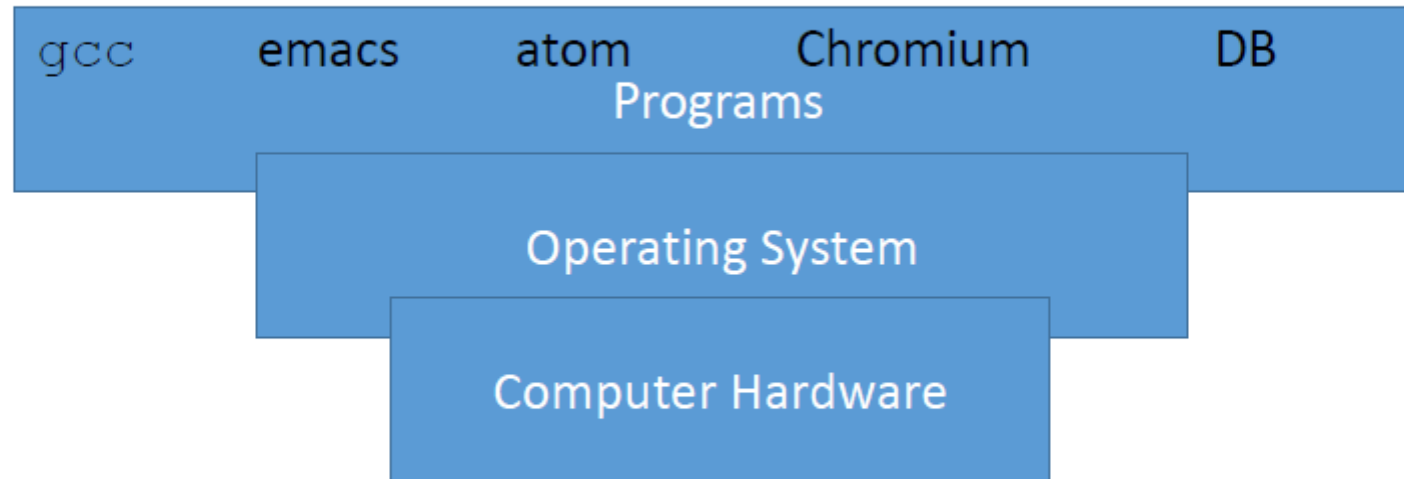 gcc emacs atom Chromium DB
Programs
Operating System
Computer Hardware